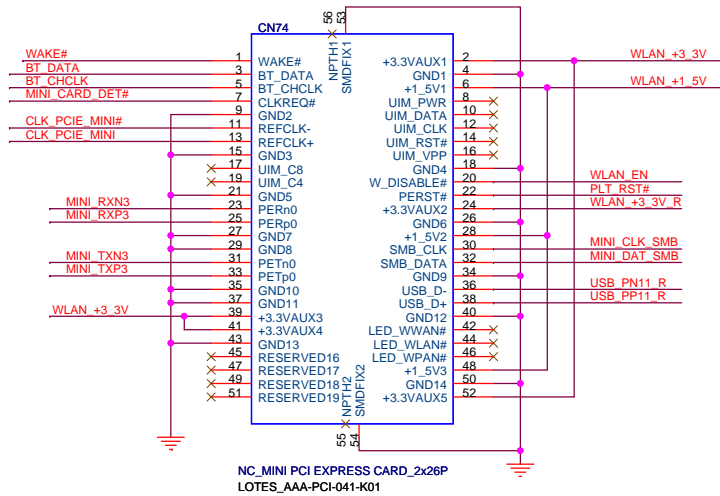 CN74
56
53
NPTH1
SMDFIX1
WAKE# 1 WAKE# +3.3VAUX1 2 WLAN_+3_3V
BT_DATA 3 BT_DATA GND1 4
BT_CHCLK 5 BT_CHCLK +1_5V1 6 WLAN_+1_5V
MINI_CARD_DET# 7 CLKREQ# UIM_PWR 8
9 GND2 UIM_DATA 10
CLK_PCIE_MINI# 11 REFCLK- UIM_CLK 12
CLK_PCIE_MINI 13 REFCLK+ UIM_RST# 14
15 GND3 UIM_VPP 16
17 UIM_C8 GND4 18
19 UIM_C4 W_DISABLE# 20 WLAN_EN
21 GND5 PERST# 22 PLT_RST#
MINI_RXN3 23 PERn0 +3.3VAUX2 24 WLAN_+3_3V_R
MINI_RXP3 25 PERp0 GND6 26
27 GND7 +1_5V2 28
29 GND8 SMB_CLK 30 MINI_CLK_SMB
MINI_TXN3 31 PETn0 SMB_DATA 32 MINI_DAT_SMB
MINI_TXP3 33 PETp0 GND9 34
35 GND10 USB_D- 36 USB_PN11_R
37 GND11 USB_D+ 38 USB_PP11_R
WLAN_+3_3V 39 +3.3VAUX3 GND12 40
41 +3.3VAUX4 LED_WWAN# 42
43 GND13 LED_WLAN# 44
45 RESERVED16 LED_WPAN# 46
47 RESERVED17 +1_5V3 48
49 RESERVED18 GND14 50
51 RESERVED19 +3.3VAUX5 52
NPTH2
SMDFIX2
55
54
NC_MINI PCI EXPRESS CARD_2x26P
LOTES_AAA-PCI-041-K01